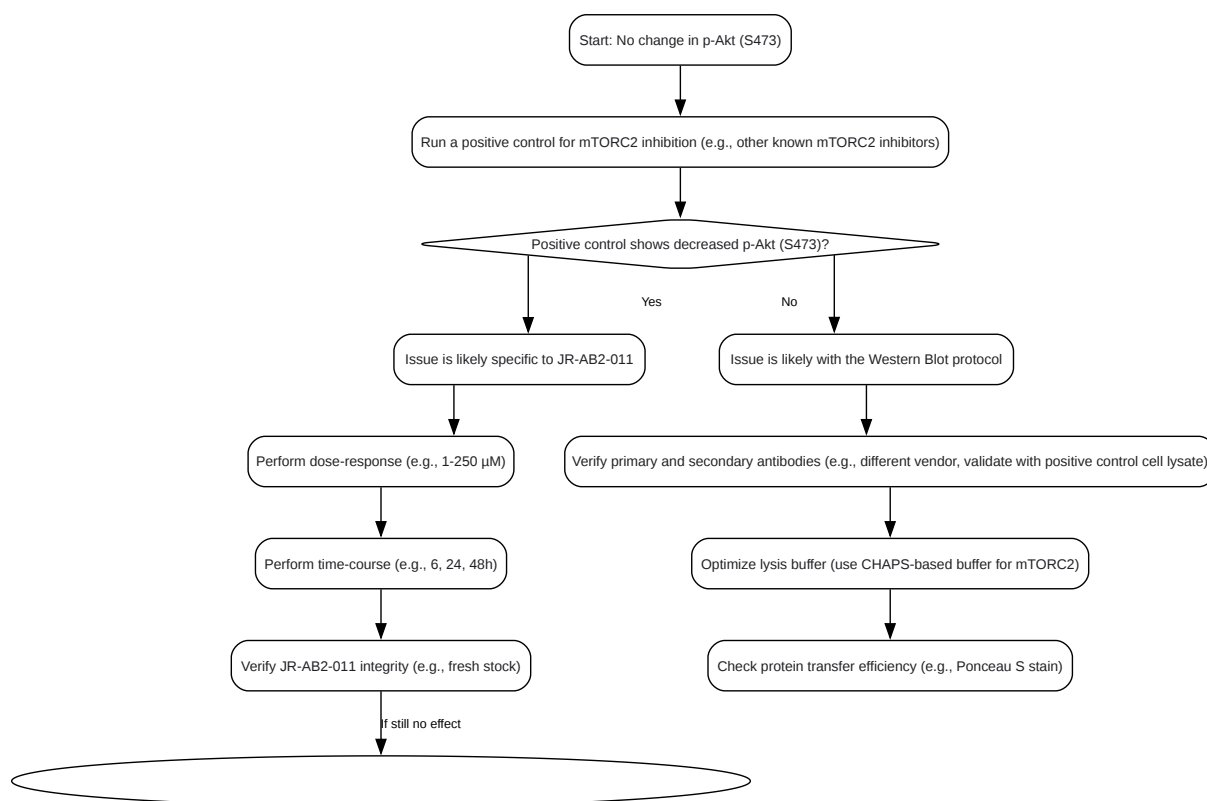 Start: No change in p-Akt (S473)
Run a positive control for mTORC2 inhibition (e.g., other known mTORC2 inhibitors)
Positive control shows decreased p-Akt (S473)?
Yes
No
Issue is likely specific to JR-AB2-011
Issue is likely with the Western Blot protocol
Perform dose-response (e.g., 1-250 µM)
Verify primary and secondary antibodies (e.g., different vendor, validate with positive control cell lysate)
Perform time-course (e.g., 6, 24, 48h)
Optimize lysis buffer (use CHAPS-based buffer for mTORC2)
Verify JR-AB2-011 integrity (e.g., fresh stock)
Check protein transfer efficiency (e.g., Ponceau S stain)
If still no effect